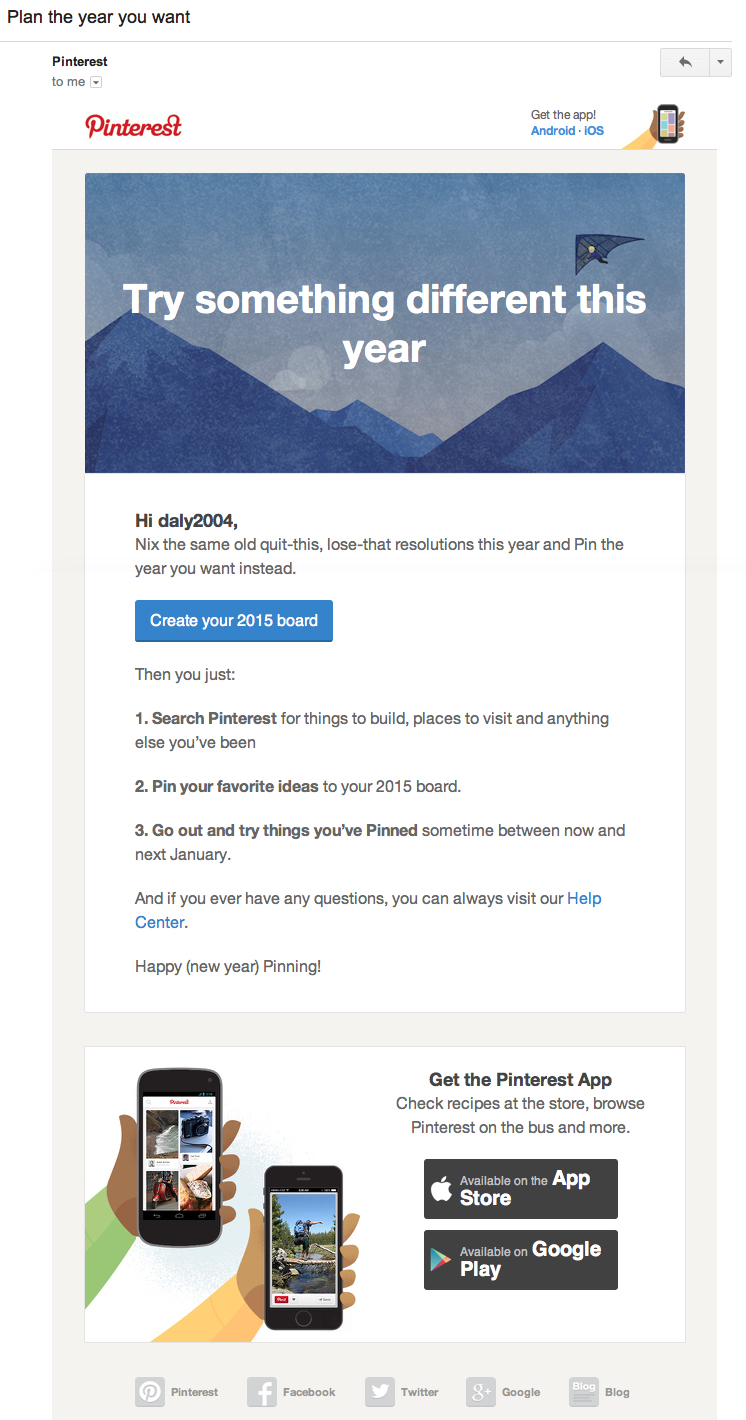 Plan the year you want
Pinterest
to me
Pinterest
Get the app!
Android · iOS
Try something different this
year
Hi daly2004,
Nix the same old quit-this, lose-that resolutions this year and Pin the
year you want instead.
Create your 2015 board
Then you just:
1. Search Pinterest for things to build, places to visit and anything
else you’ve been
2. Pin your favorite ideas to your 2015 board.
3. Go out and try things you’ve Pinned sometime between now and
next January.
And if you ever have any questions, you can always visit our Help
Center.
Happy (new year) Pinning!
Pinterest
Get the Pinterest App
Check recipes at the store, browse
Pinterest on the bus and more.
Available on the App
Store
Available on Google
Play
Pinterest
Facebook
Twitter
g+ Google
Blog Blog